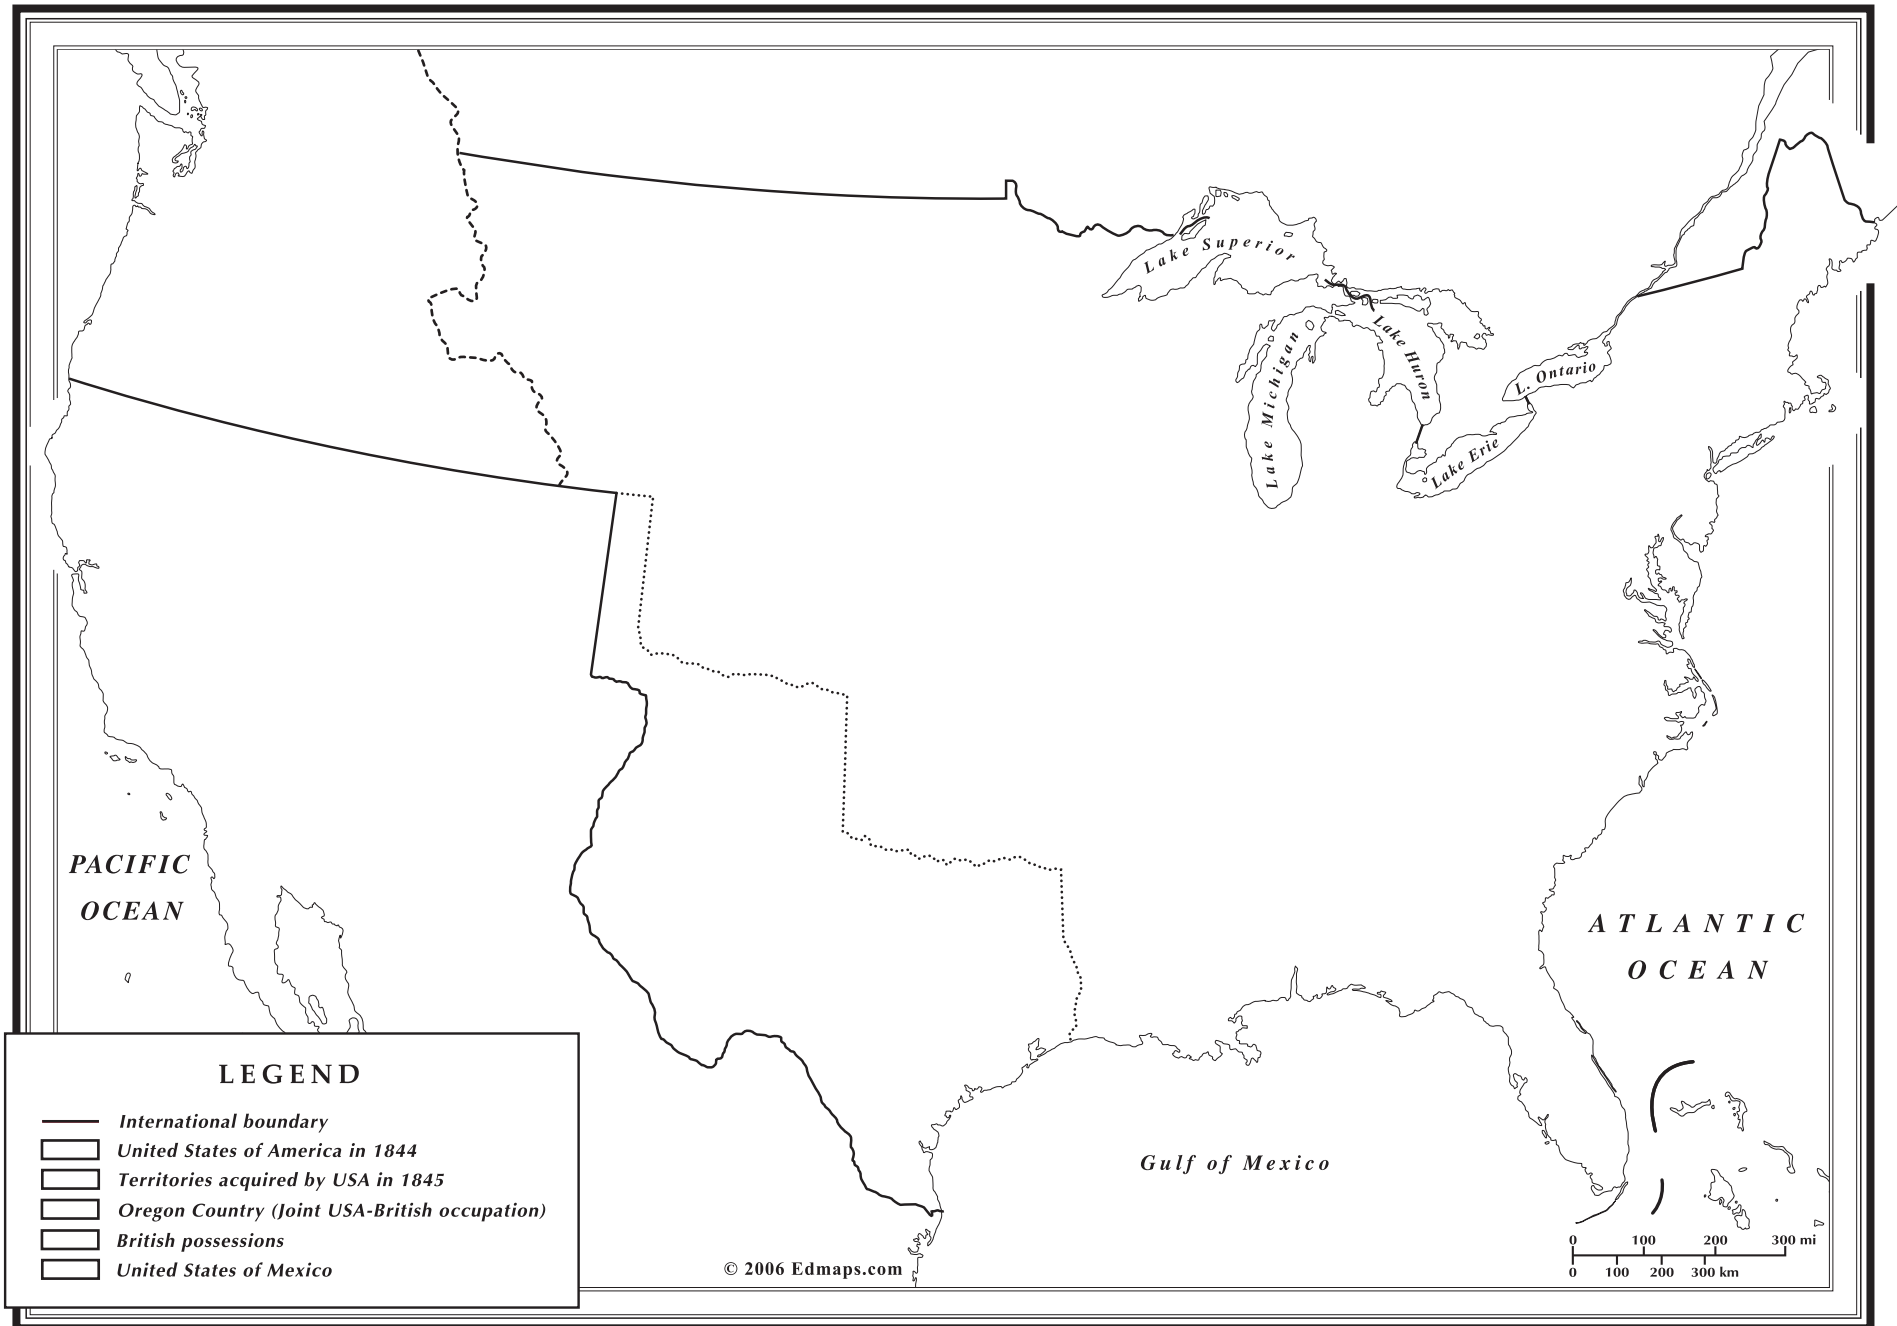 Lake Superior
Lake Michigan
Lake Huron
L. Ontario
Lake Erie
PACIFIC
OCEAN
ATLANTIC
OCEAN
Gulf of Mexico
LEGEND
International boundary
United States of America in 1844
Territories acquired by USA in 1845
Oregon Country (Joint USA-British occupation)
British possessions
United States of Mexico
© 2006 Edmaps.com
0 100 200 300 mi
0 100 200 300 km